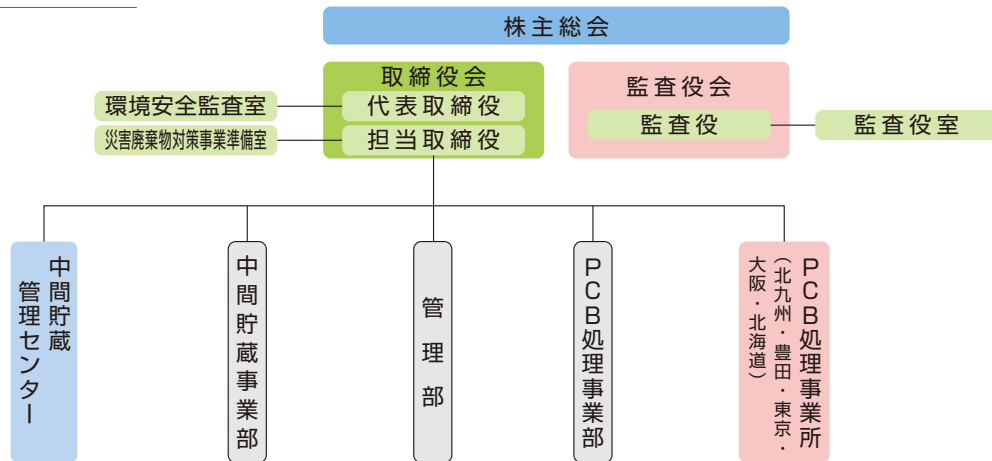 株主総会
取締役会
代表取締役
担当取締役
環境安全監査室
災害廃棄物対策事業準備室
監査役会
監査役
監査役室
中間貯蔵
管理センター
中間貯蔵事業部
管理部
PCB処理事業部
PCB処理事業所
（北九州・豊田・東京・
大阪・北海道）